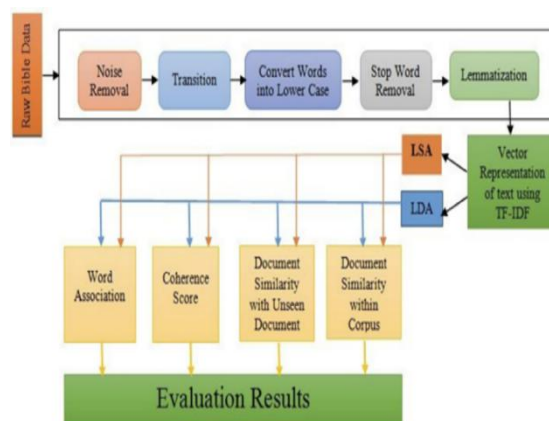 Raw Bible Data
Noise
Removal
Transition
Convert Words
into Lower Case
Stop Word
Removal
Lemmatization
LSA
LDA
Vector
Representation
of text using
TF-IDF
Word
Association
Coherence
Score
Document
Similarity
with Unseen
Document
Document
Similarity
within
Corpus
Evaluation Results